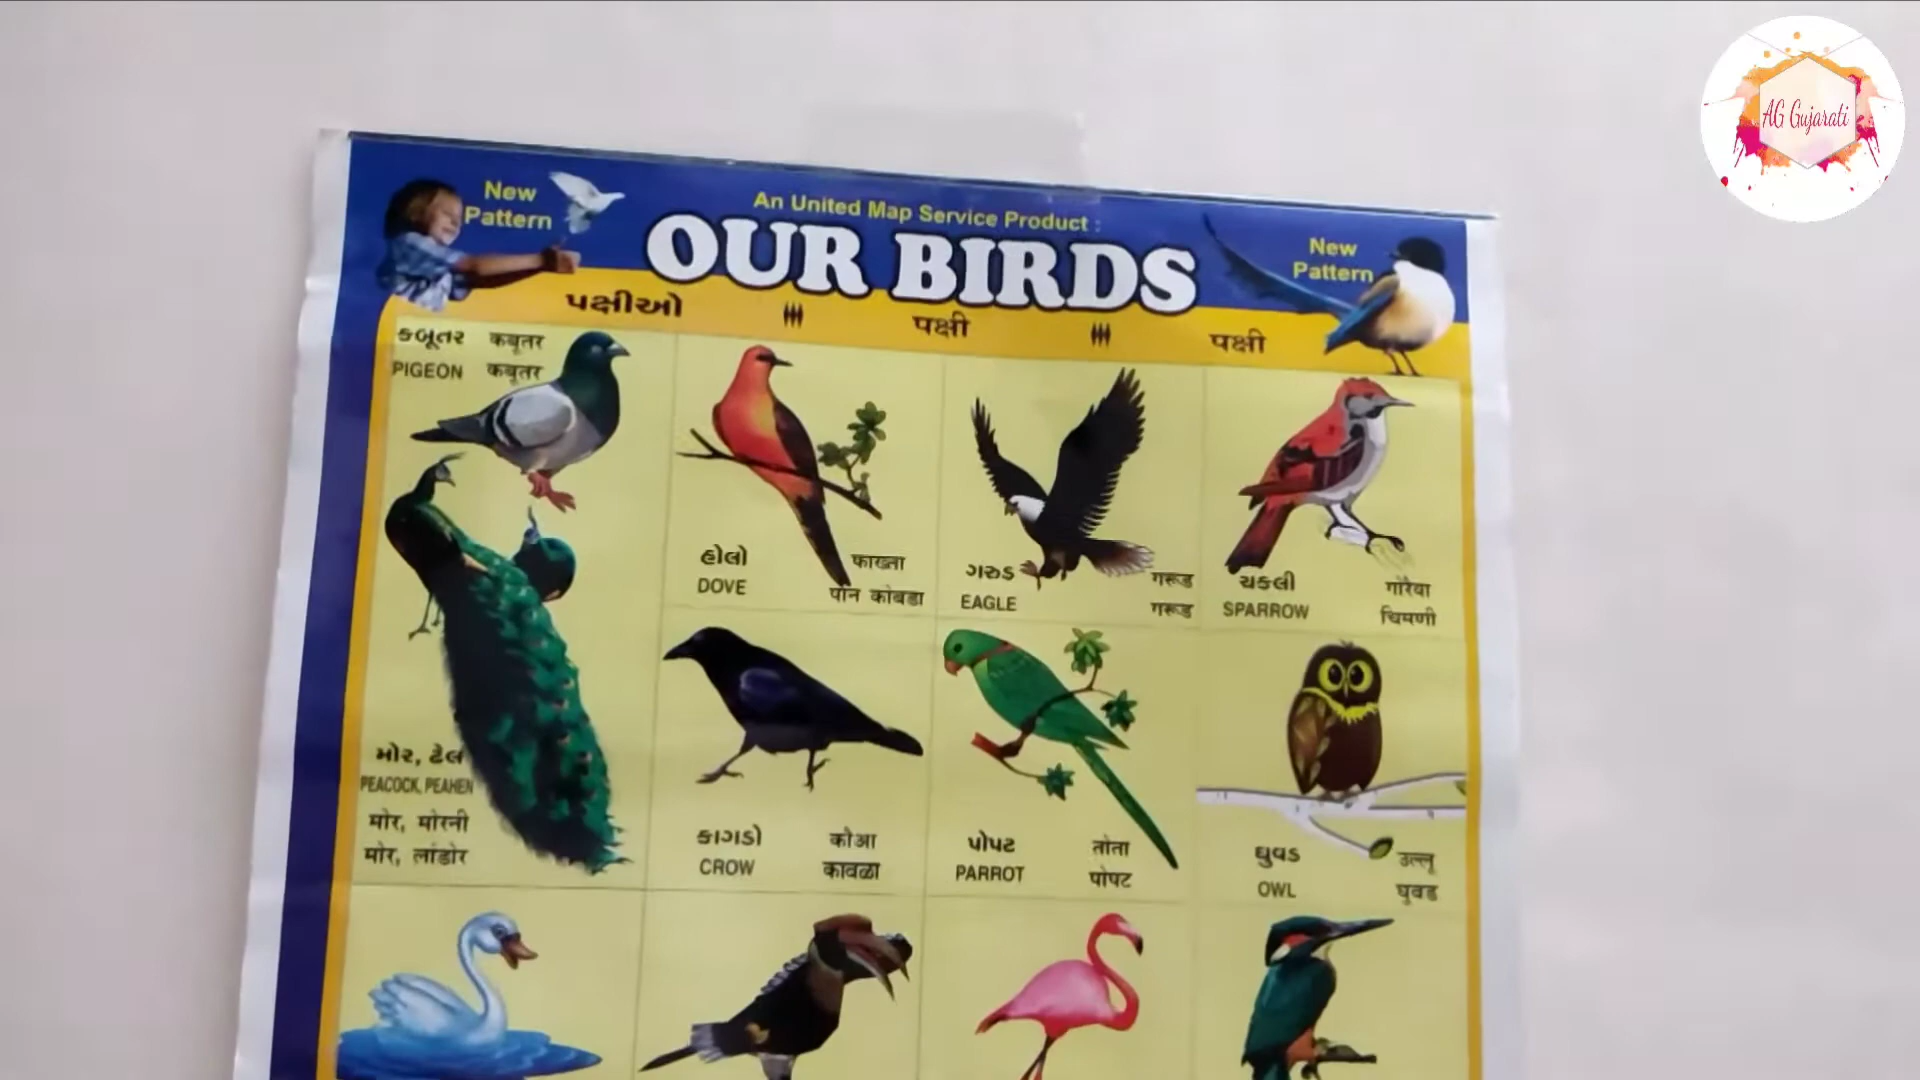 AG Gujarati
New
Pattern
An United Map Service Product :
OUR BIRDS
New
Pattern
પક્ષીઓ
पक्षी
पक्षी
કબૂતર कबूतर
PIGEON कबूतर
હોલો फाख्ता
DOVE पोन कोबडा
ગરુડ गरूड
EAGLE गरूड
ચકલી गोरैया
SPARROW चिमणी
મોર, ઢેલ
PEACOCK, PEAHEN
मोर, मोरनी
मोर, लांडोर
કાગડો कौआ
CROW कावळा
પોપટ तोता
PARROT पोपट
ઘુવડ उल्लू
OWL घुवड